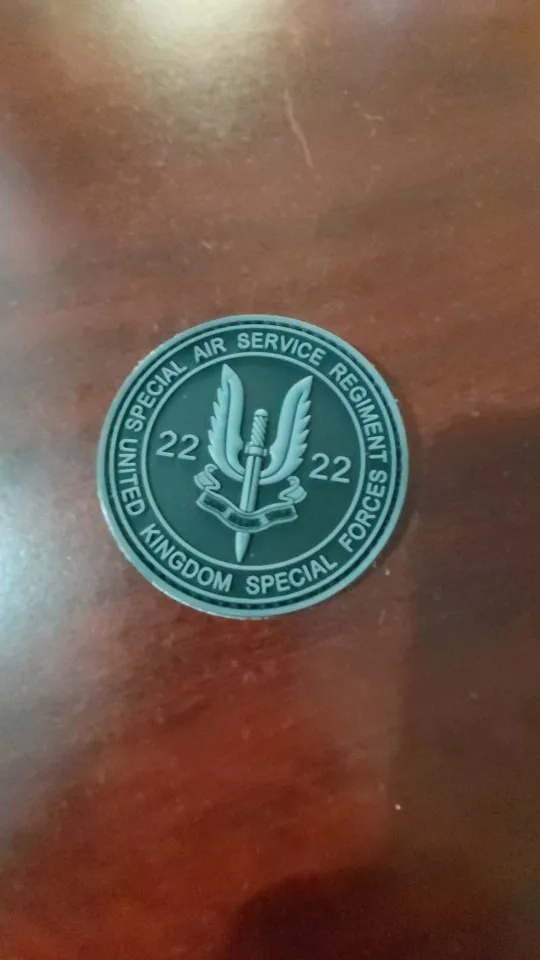 SPECIAL AIR SERVICE REGIMENT
22 22
UNITED KINGDOM SPECIAL FORCES